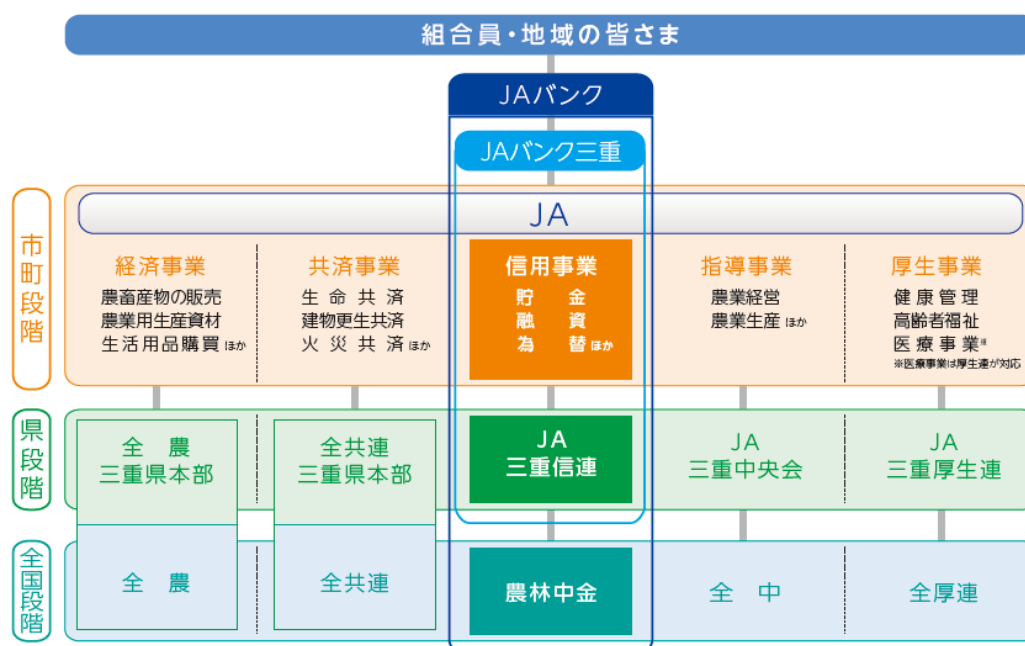 組合員・地域の皆さま
JAバンク
JAバンク三重
市町段階
JA
経済事業
農畜産物の販売
農業用生産資材
生活用品購買ほか
共済事業
生命共済
建物更生共済
火災共済ほか
信用事業
貯金
融資
為替ほか
指導事業
農業経営
農業生産ほか
厚生事業
健康管理
高齢者福祉
医療事業※
※医療事業は厚生連が対応
県段階
全農
三重県本部
全共連
三重県本部
JA
三重信連
JA
三重中央会
JA
三重厚生連
全国段階
全農
全共連
農林中金
全中
全厚連